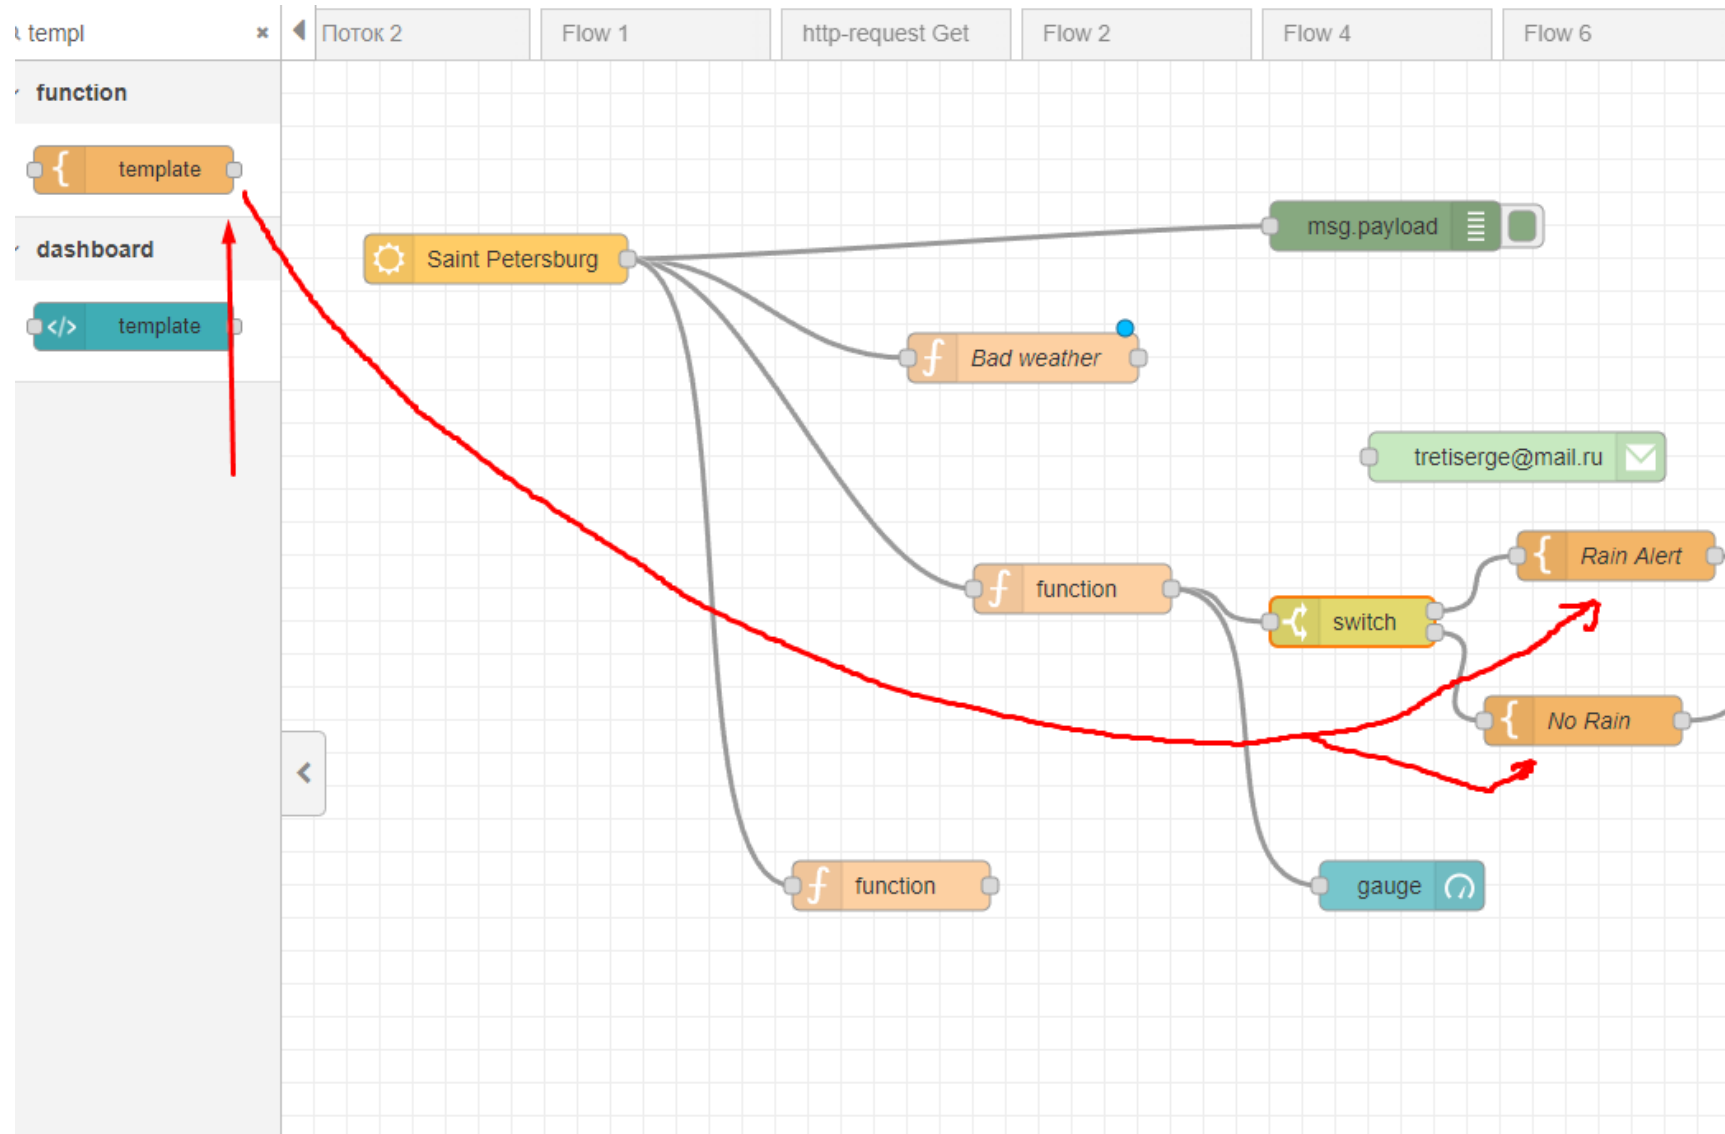 templ
Поток 2
Flow 1
http-request Get
Flow 2
Flow 4
Flow 6
function
template
dashboard
template
Saint Petersburg
msg.payload
Bad weather
tretiserge@mail.ru
Rain Alert
function
switch
No Rain
function
gauge